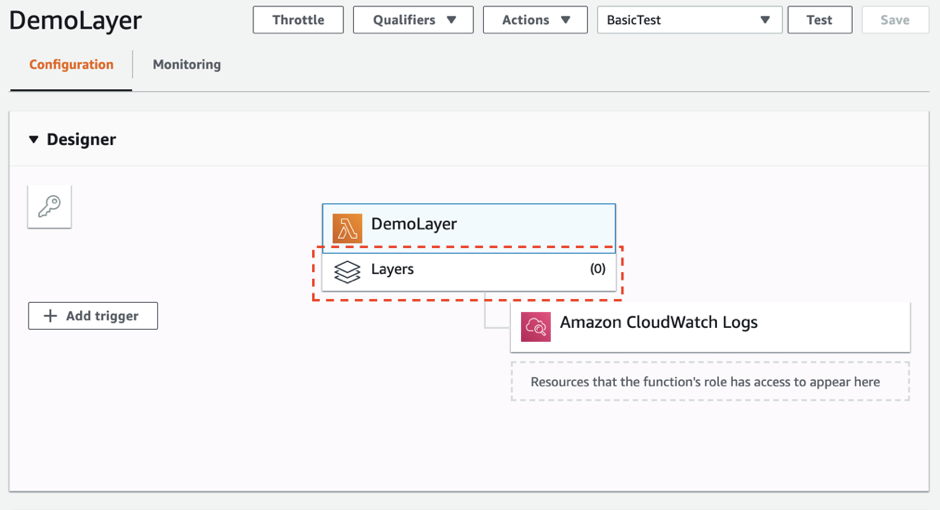 DemoLayer
Throttle
Qualifiers
Actions
BasicTest
Test
Save
Configuration
Monitoring
Designer
DemoLayer
Layers (0)
Add trigger
Amazon CloudWatch Logs
Resources that the function's role has access to appear here